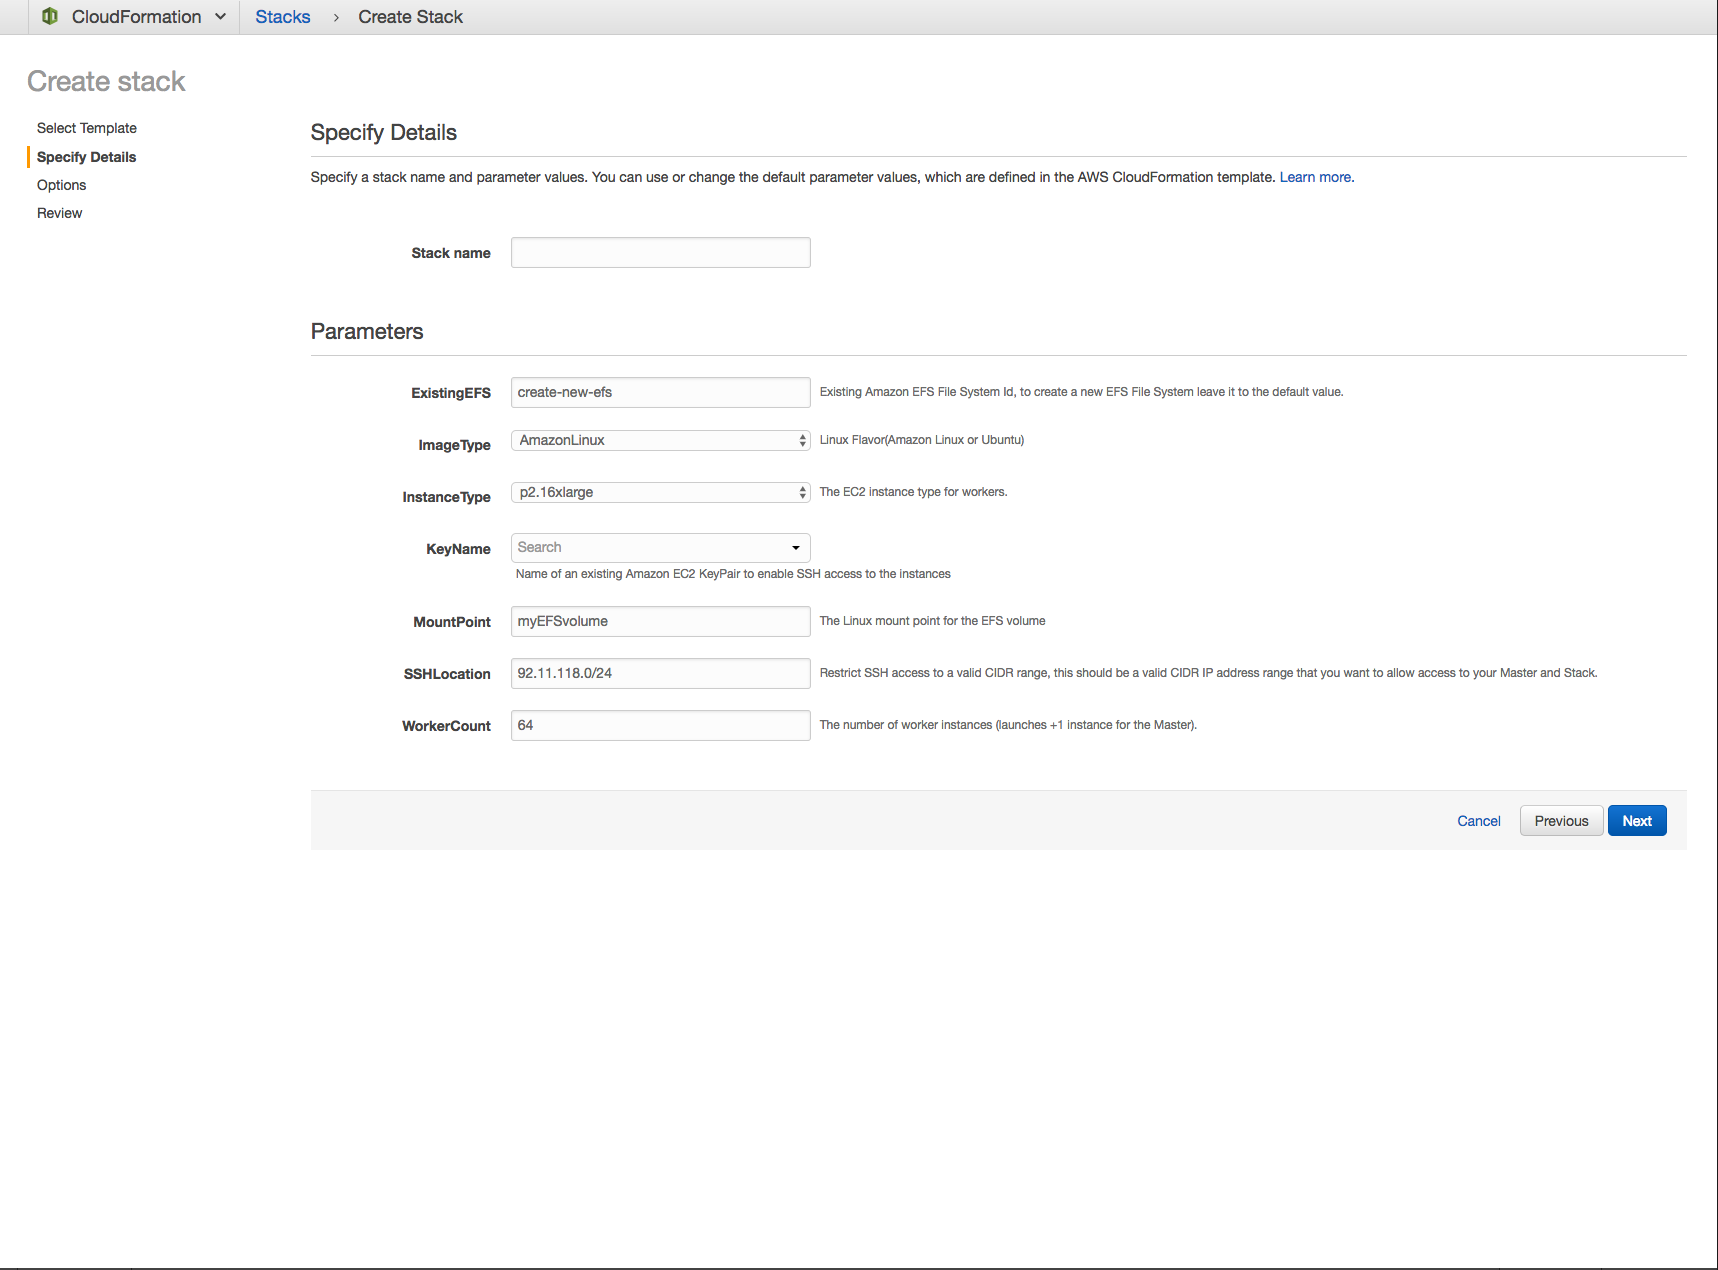 CloudFormation Stacks › Create Stack
Create stack
Select Template
Specify Details
Options
Review
Specify Details
Specify a stack name and parameter values. You can use or change the default parameter values, which are defined in the AWS CloudFormation template. Learn more.
Stack name
Parameters
ExistingEFS create-new-efs Existing Amazon EFS File System Id, to create a new EFS File System leave it to the default value.
ImageType AmazonLinux Linux Flavor(Amazon Linux or Ubuntu)
InstanceType p2.16xlarge The EC2 instance type for workers.
KeyName Search
Name of an existing Amazon EC2 KeyPair to enable SSH access to the instances
MountPoint myEFSvolume The Linux mount point for the EFS volume
SSHLocation 92.11.118.0/24 Restrict SSH access to a valid CIDR range, this should be a valid CIDR IP address range that you want to allow access to your Master and Stack.
WorkerCount 64 The number of worker instances (launches +1 instance for the Master).
Cancel Previous Next